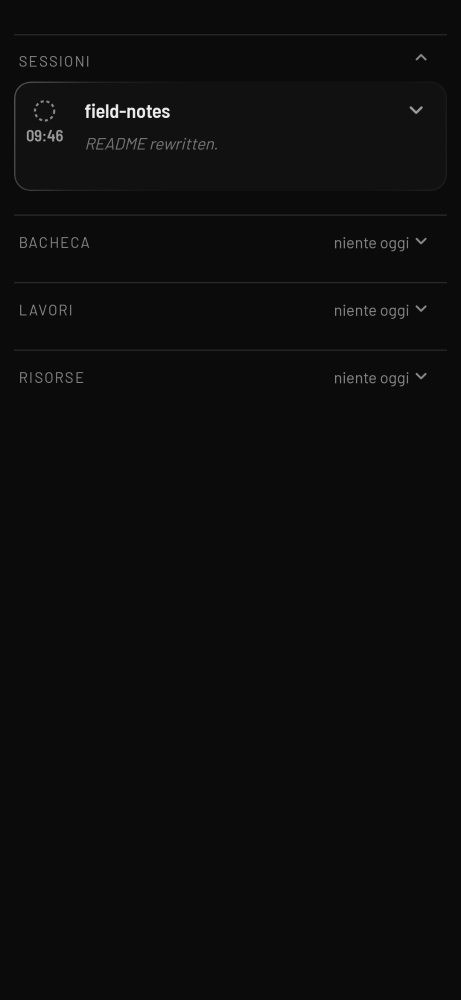 SESSIONI
field-notes
09:46
README rewritten.
BACHECA niente oggi
LAVORI niente oggi
RISORSE niente oggi